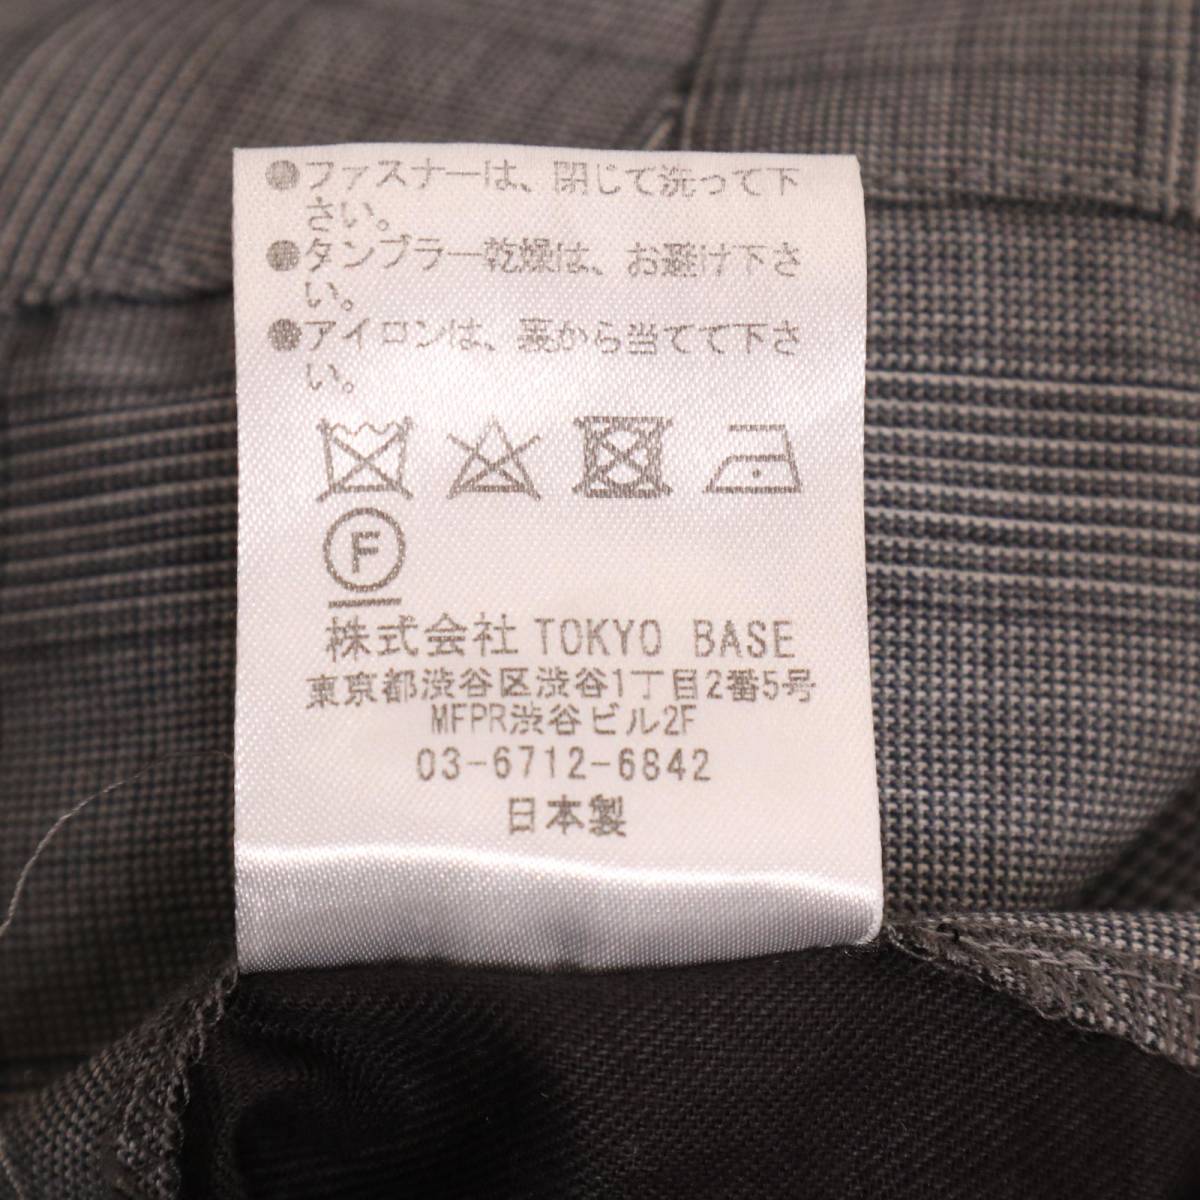 ●ファスナーは、閉じて洗って下
さい。
●タンブラー乾燥は、お避け下さ
い。
●アイロンは、裏から当てて下さ
い。
F
株式会社 TOKYO BASE
東京都渋谷区渋谷1丁目2番5号
MFPR渋谷ビル2F
03-6712-6842
日本製